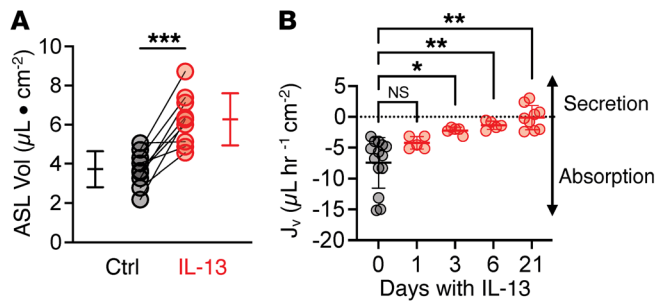 A
***
10
8
6
4
2
0
ASL Vol (μL • cm⁻²)
Ctrl
IL-13
B
**
**
*
NS
5
0
-5
-10
-15
-20
Jᵥ (μL hr ⁻¹ cm⁻²)
Secretion
Absorption
0 1 3 6 21
Days with IL-13